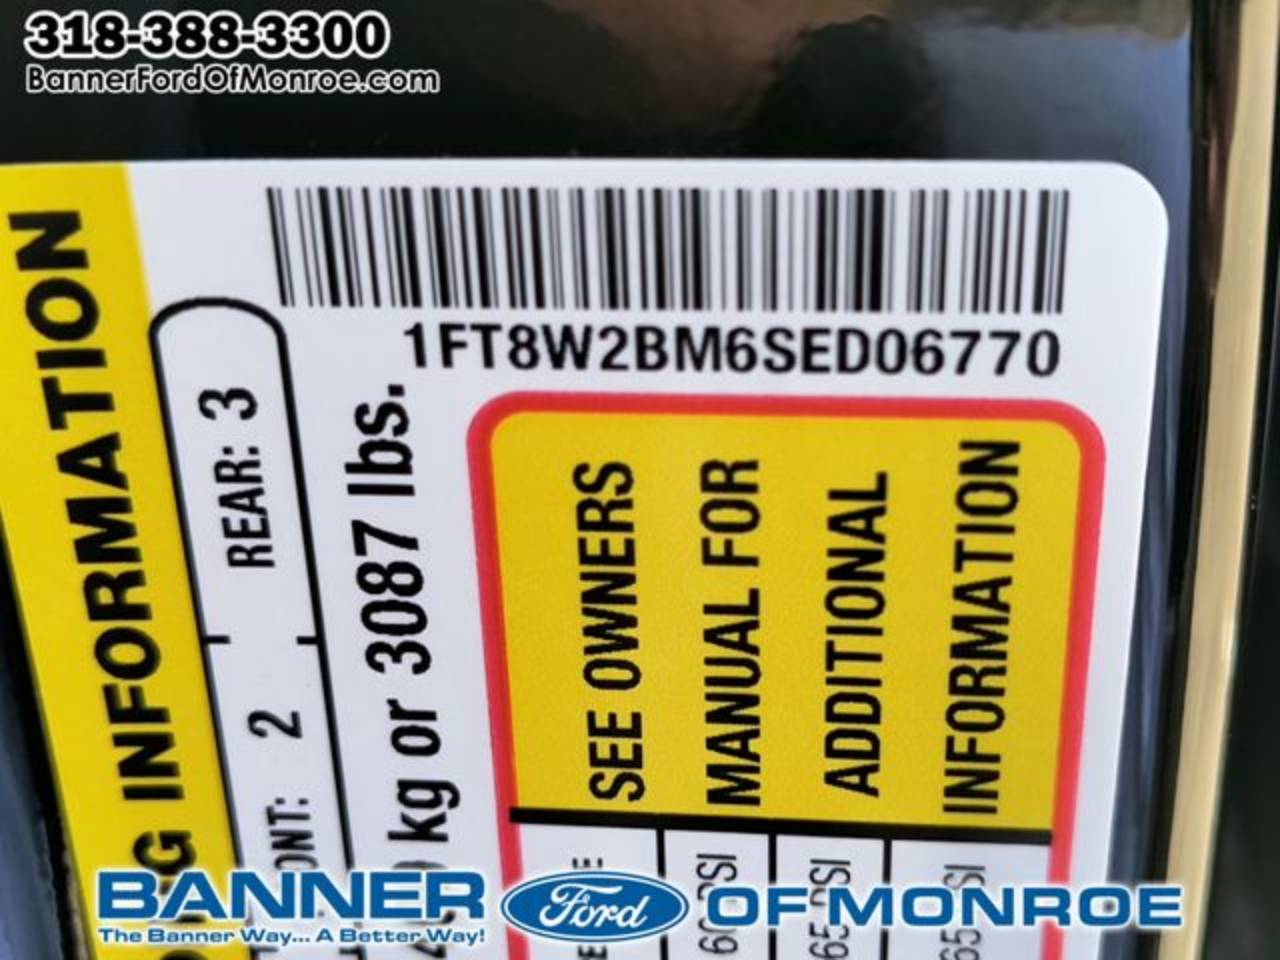 318-388-3300
BannerFordOfMonroe.com
1FT8W2BM6SED06770
INFORMATION
REAR: 3
2
kg or 3087 lbs.
SEE OWNERS
MANUAL FOR
ADDITIONAL
INFORMATION
BANNER Ford OF MONROE
The Banner Way... A Better Way!